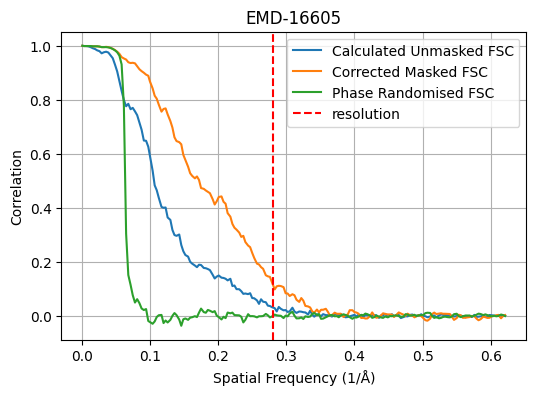 EMD-16605
Calculated Unmasked FSC
Corrected Masked FSC
Phase Randomised FSC
resolution
Correlation
1.0
0.8
0.6
0.4
0.2
0.0
0.0 0.1 0.2 0.3 0.4 0.5 0.6
Spatial Frequency (1/Å)